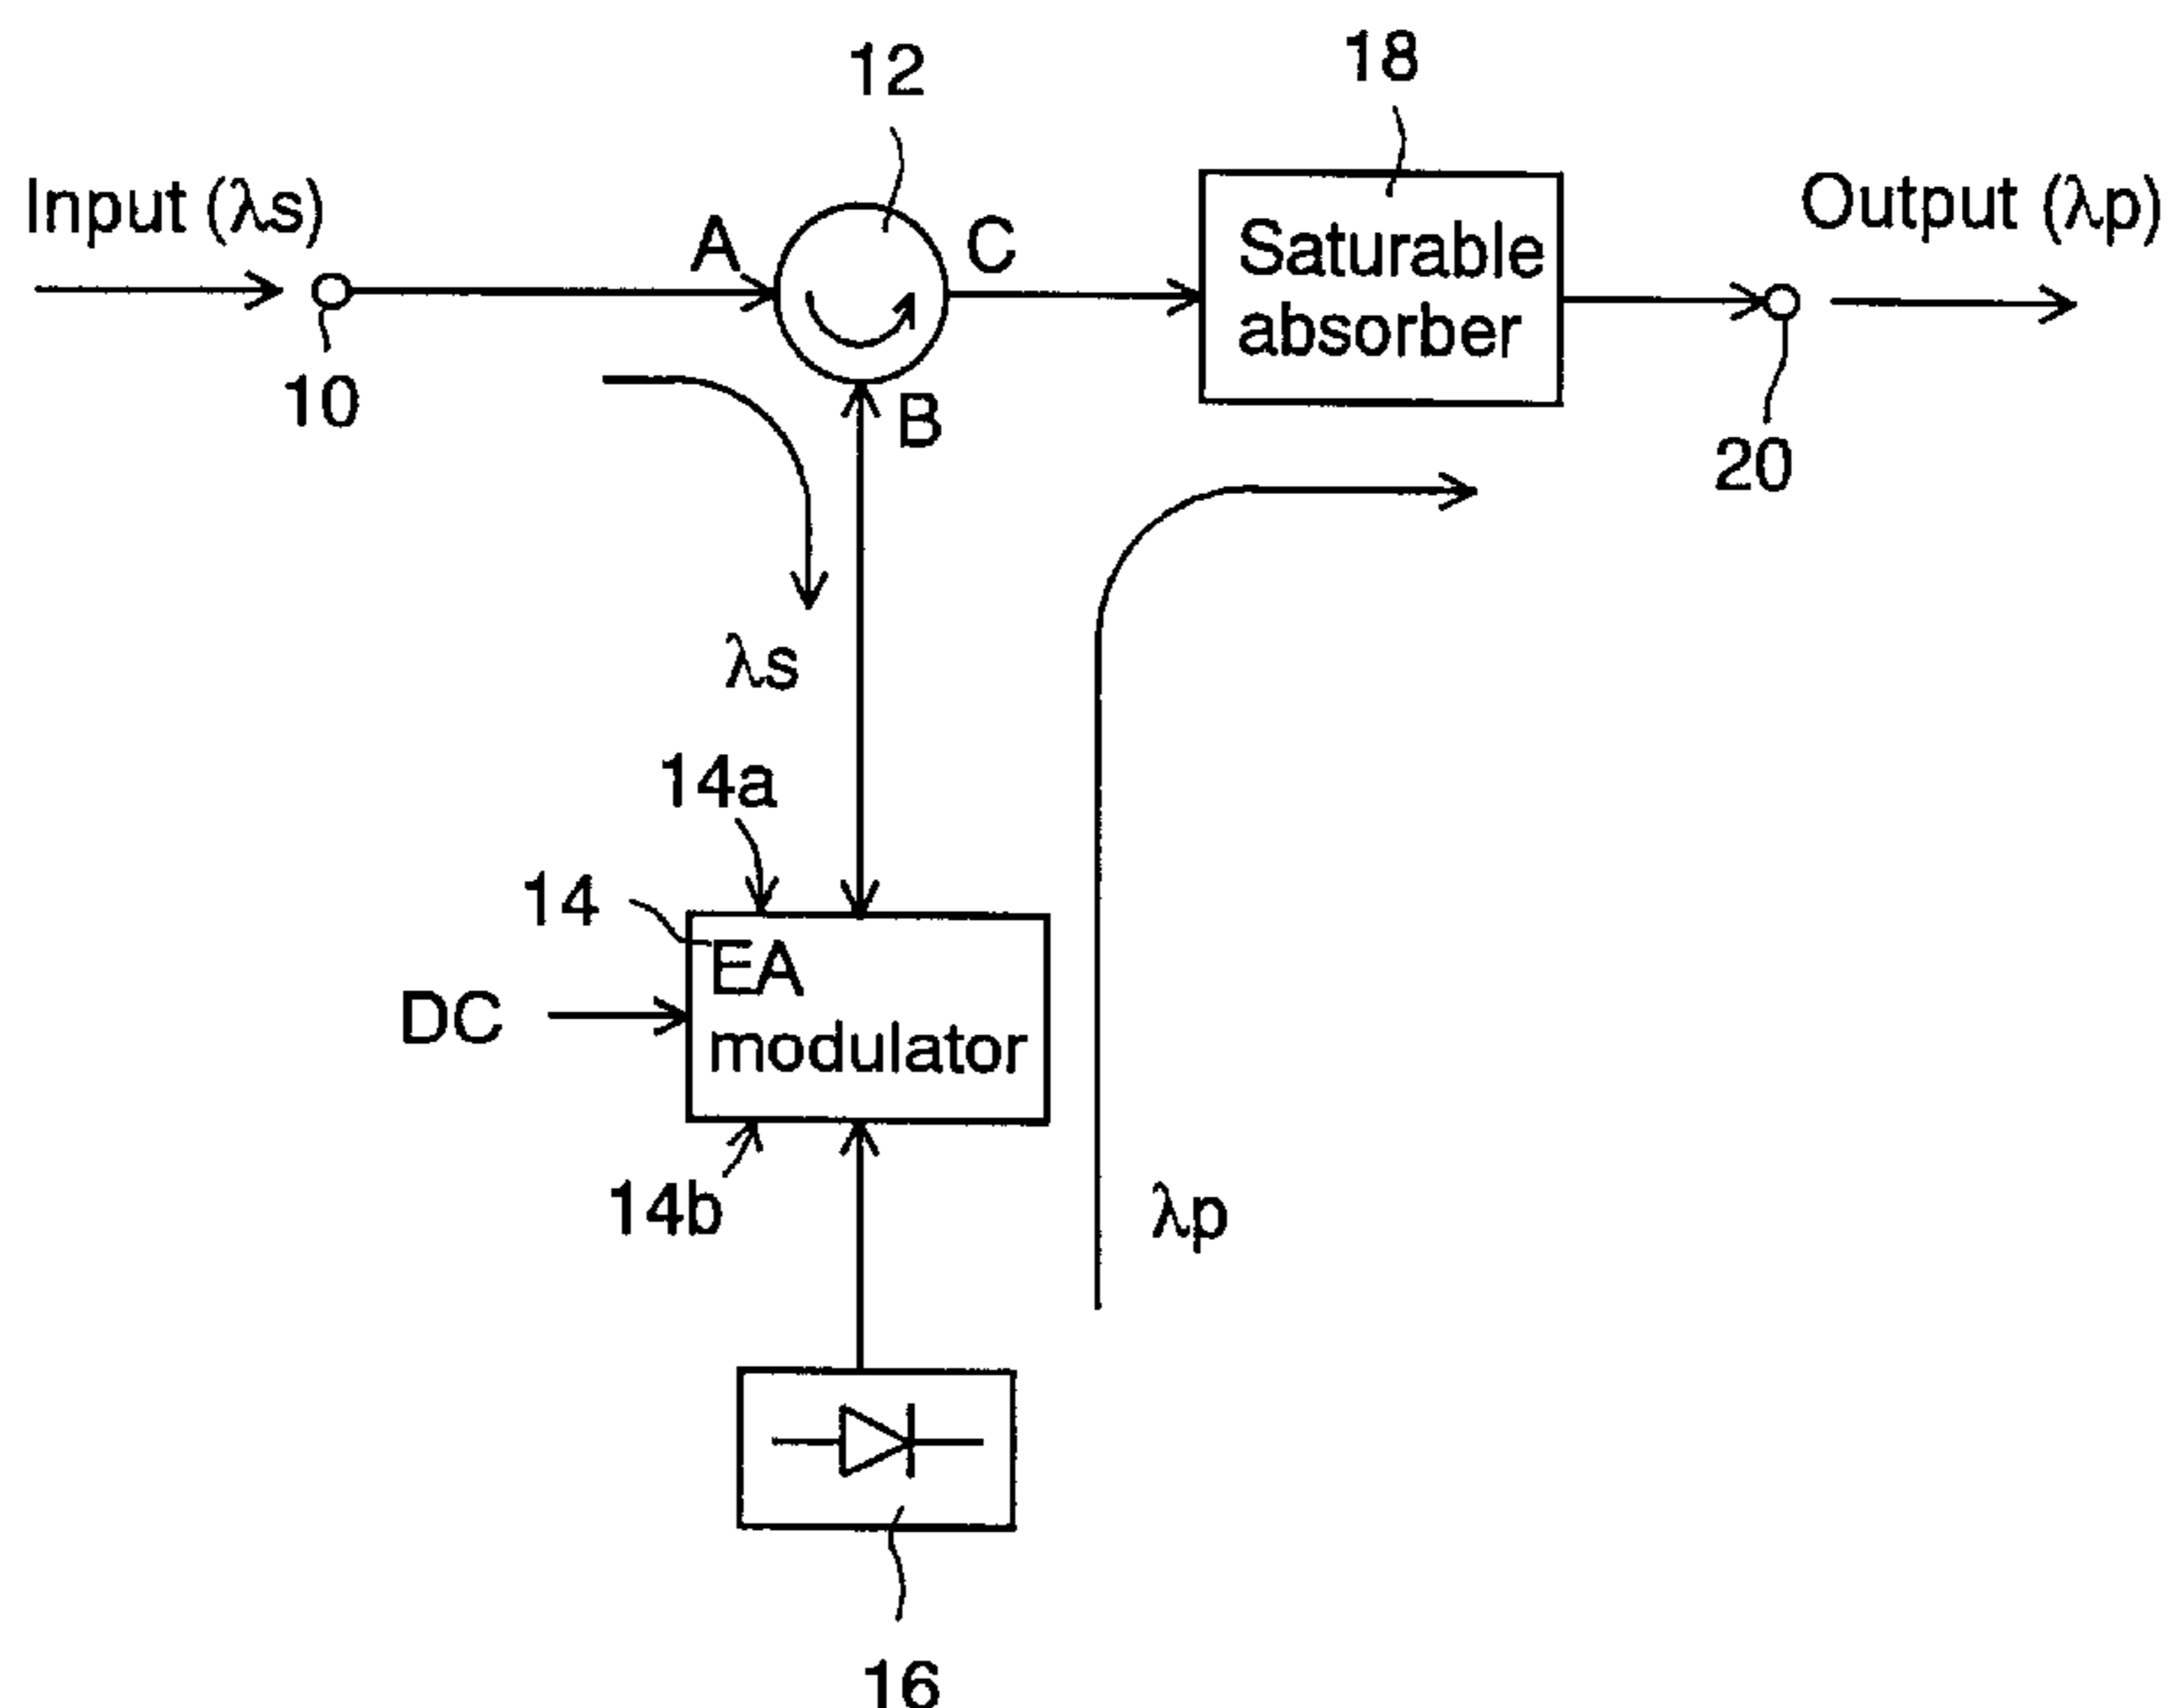 12
18
Input (λs)
A
C
Saturable
absorber
Output (λp)
10
B
20
λs
14a
14
EA
modulator
DC
14b
λp
16